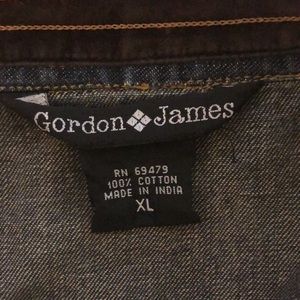 Gordon James
RN 69479
100% COTTON
MADE IN INDIA
XL